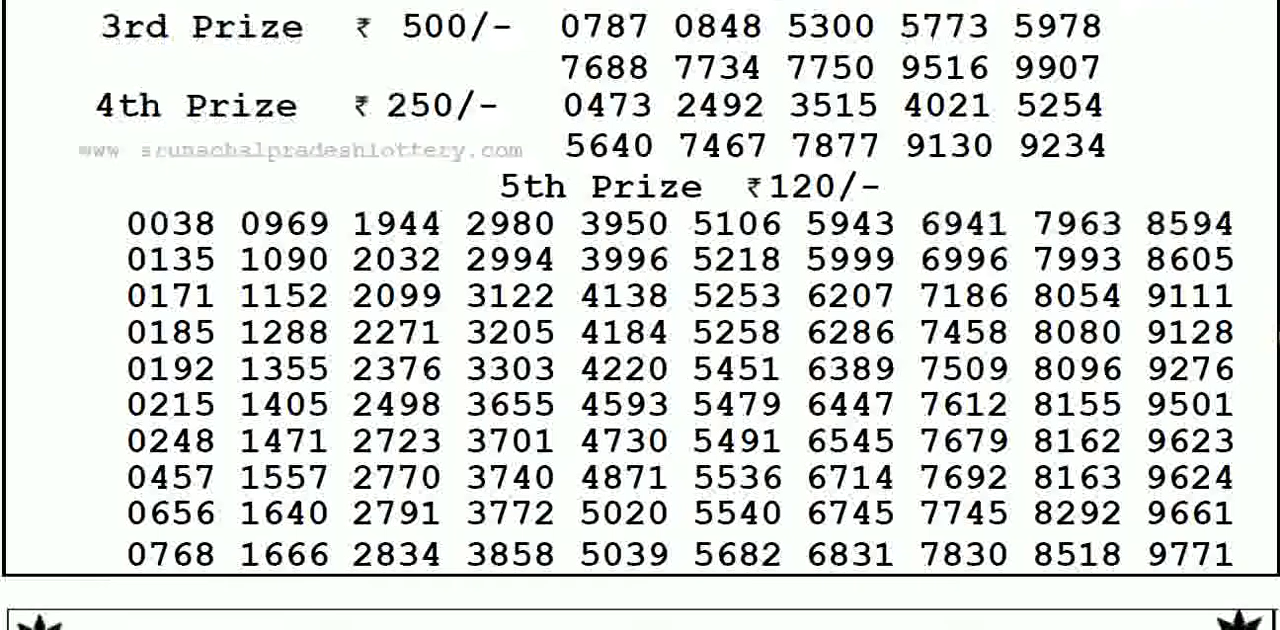 3rd Prize ₹ 500/- 0787 0848 5300 5773 5978
7688 7734 7750 9516 9907
4th Prize ₹ 250/- 0473 2492 3515 4021 5254
www srunschalpradeshlottery.com 5640 7467 7877 9130 9234
5th Prize ₹120/-
0038 0969 1944 2980 3950 5106 5943 6941 7963 8594
0135 1090 2032 2994 3996 5218 5999 6996 7993 8605
0171 1152 2099 3122 4138 5253 6207 7186 8054 9111
0185 1288 2271 3205 4184 5258 6286 7458 8080 9128
0192 1355 2376 3303 4220 5451 6389 7509 8096 9276
0215 1405 2498 3655 4593 5479 6447 7612 8155 9501
0248 1471 2723 3701 4730 5491 6545 7679 8162 9623
0457 1557 2770 3740 4871 5536 6714 7692 8163 9624
0656 1640 2791 3772 5020 5540 6745 7745 8292 9661
0768 1666 2834 3858 5039 5682 6831 7830 8518 9771